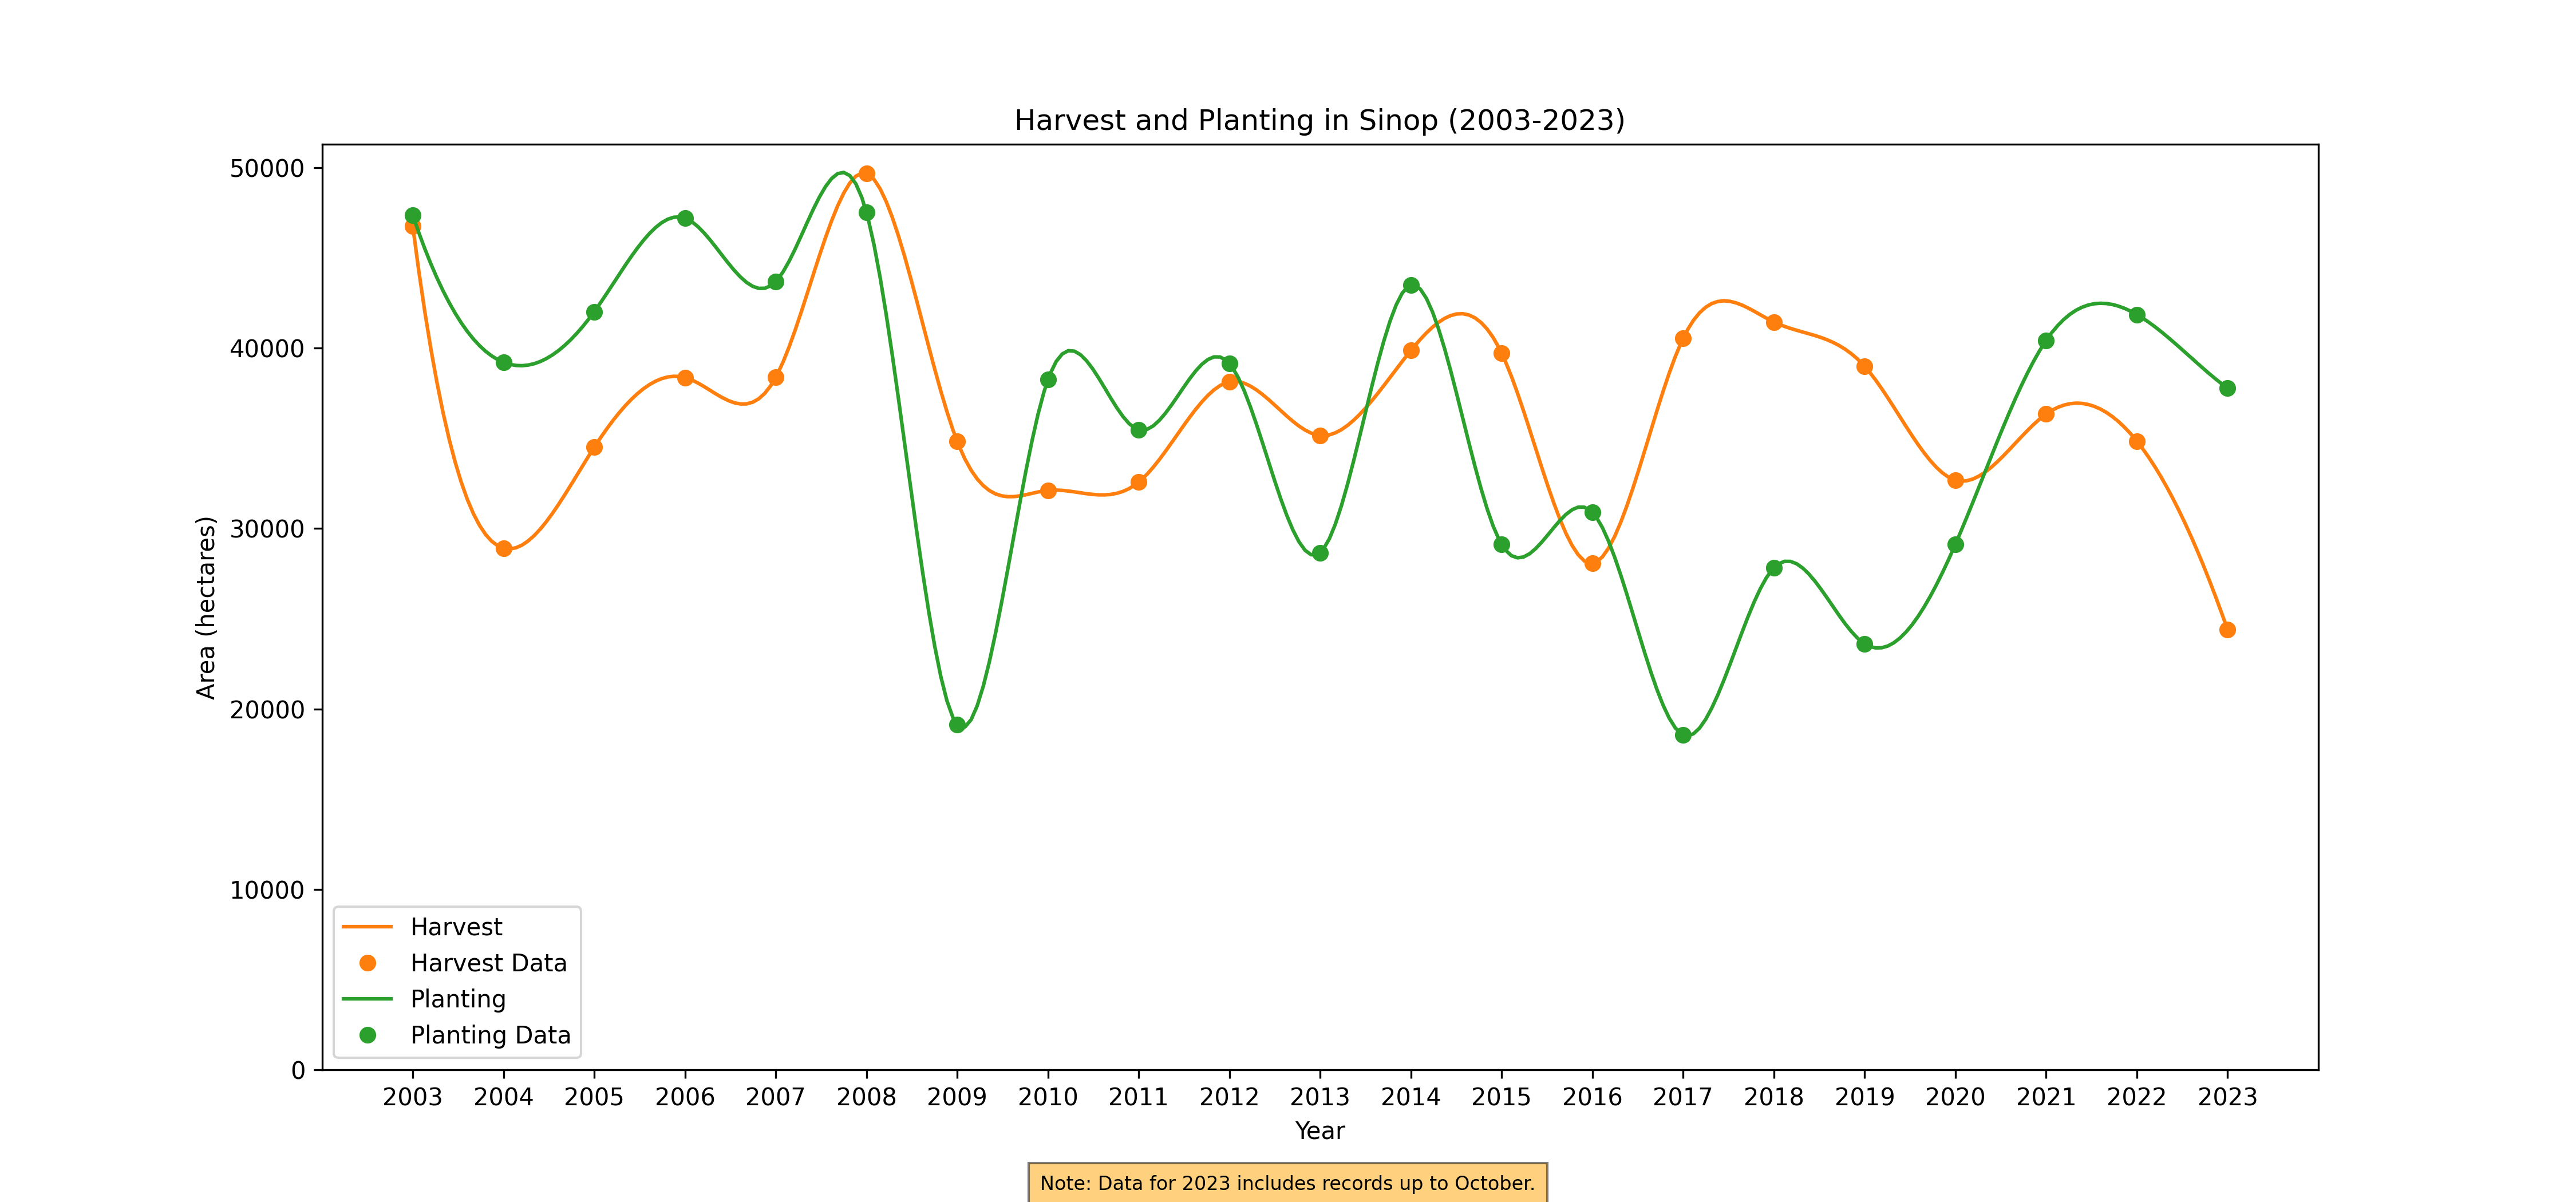 Harvest and Planting in Sinop (2003-2023)
50000
40000
30000
20000
10000
0
Area (hectares)
Harvest
Harvest Data
Planting
Planting Data
2003 2004 2005 2006 2007 2008 2009 2010 2011 2012 2013 2014 2015 2016 2017 2018 2019 2020 2021 2022 2023
Year
Note: Data for 2023 includes records up to October.